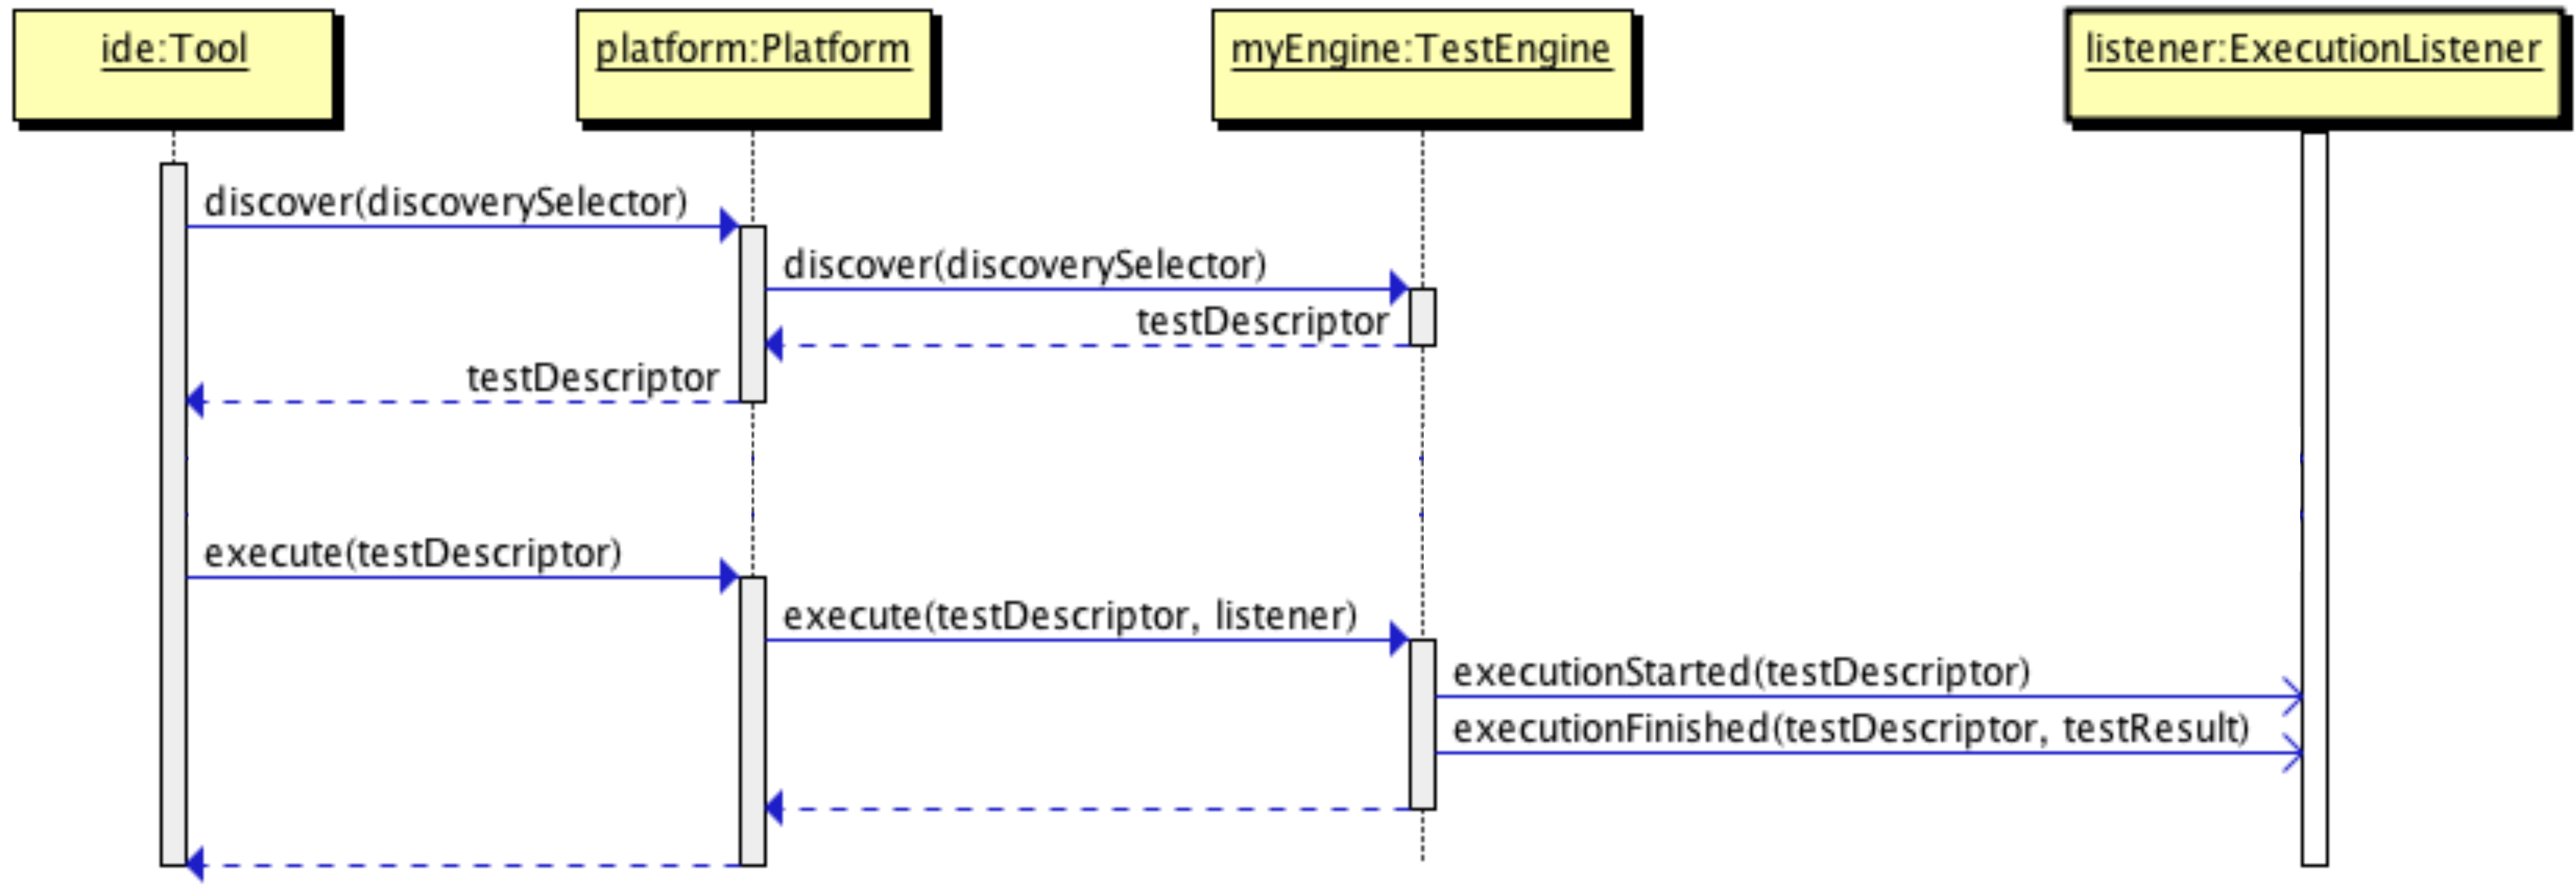 ide:Tool
platform:Platform
myEngine:TestEngine
listener:ExecutionListener
discover(discoverySelector)
discover(discoverySelector)
testDescriptor
testDescriptor
execute(testDescriptor)
execute(testDescriptor, listener)
executionStarted(testDescriptor)
executionFinished(testDescriptor, testResult)